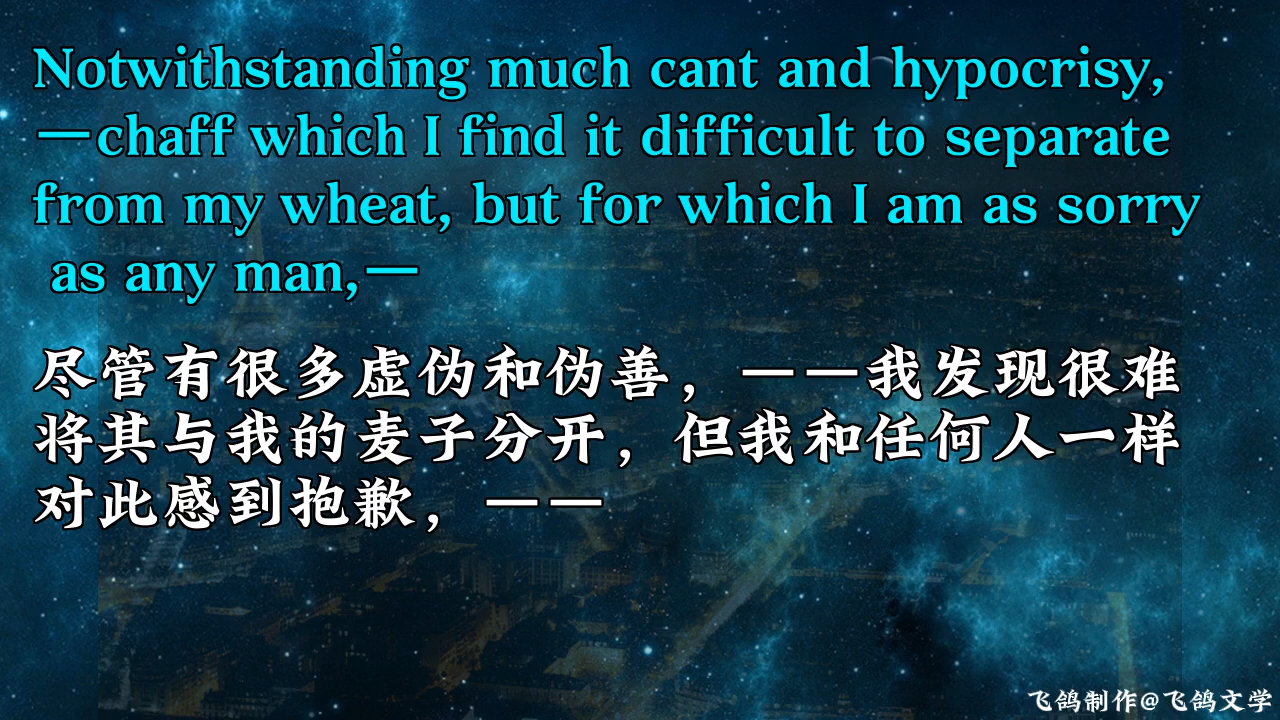 Notwithstanding much cant and hypocrisy,
—chaff which I find it difficult to separate
from my wheat, but for which I am as sorry
as any man,—
尽管有很多虚伪和伪善，——我发现很难
将其与我的麦子分开，但我和任何人一样
对此感到抱歉，——
飞鸽制作@飞鸽文学